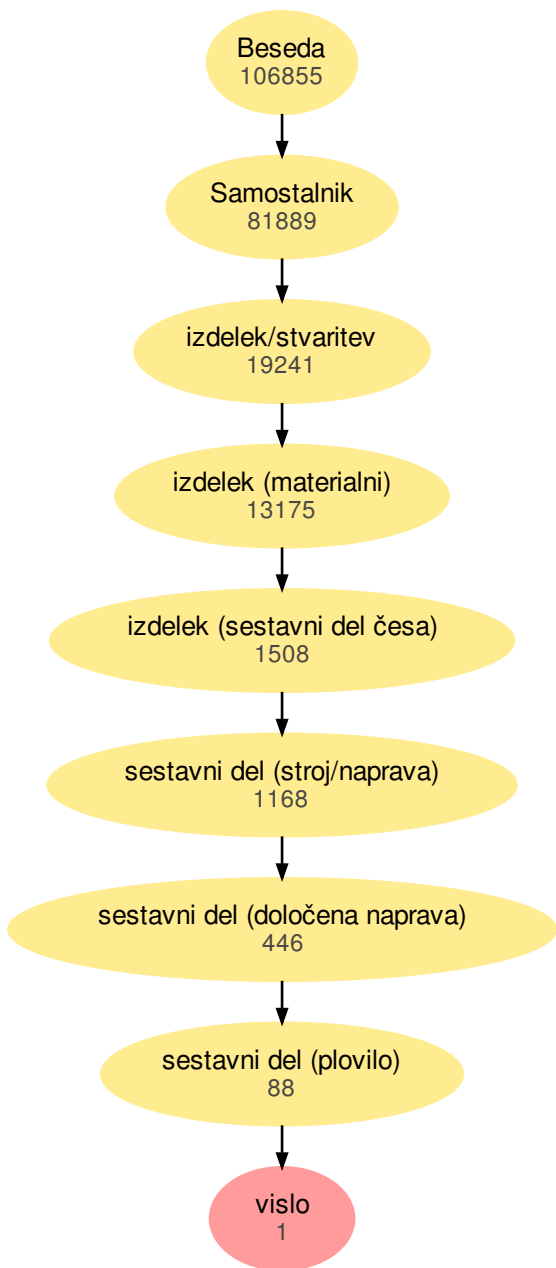 Beseda
106855
Samostalnik
81889
izdelek/stvaritev
19241
izdelek (materialni)
13175
izdelek (sestavni del česa)
1508
sestavni del (stroj/naprava)
1168
sestavni del (določena naprava)
446
sestavni del (plovilo)
88
vislo
1